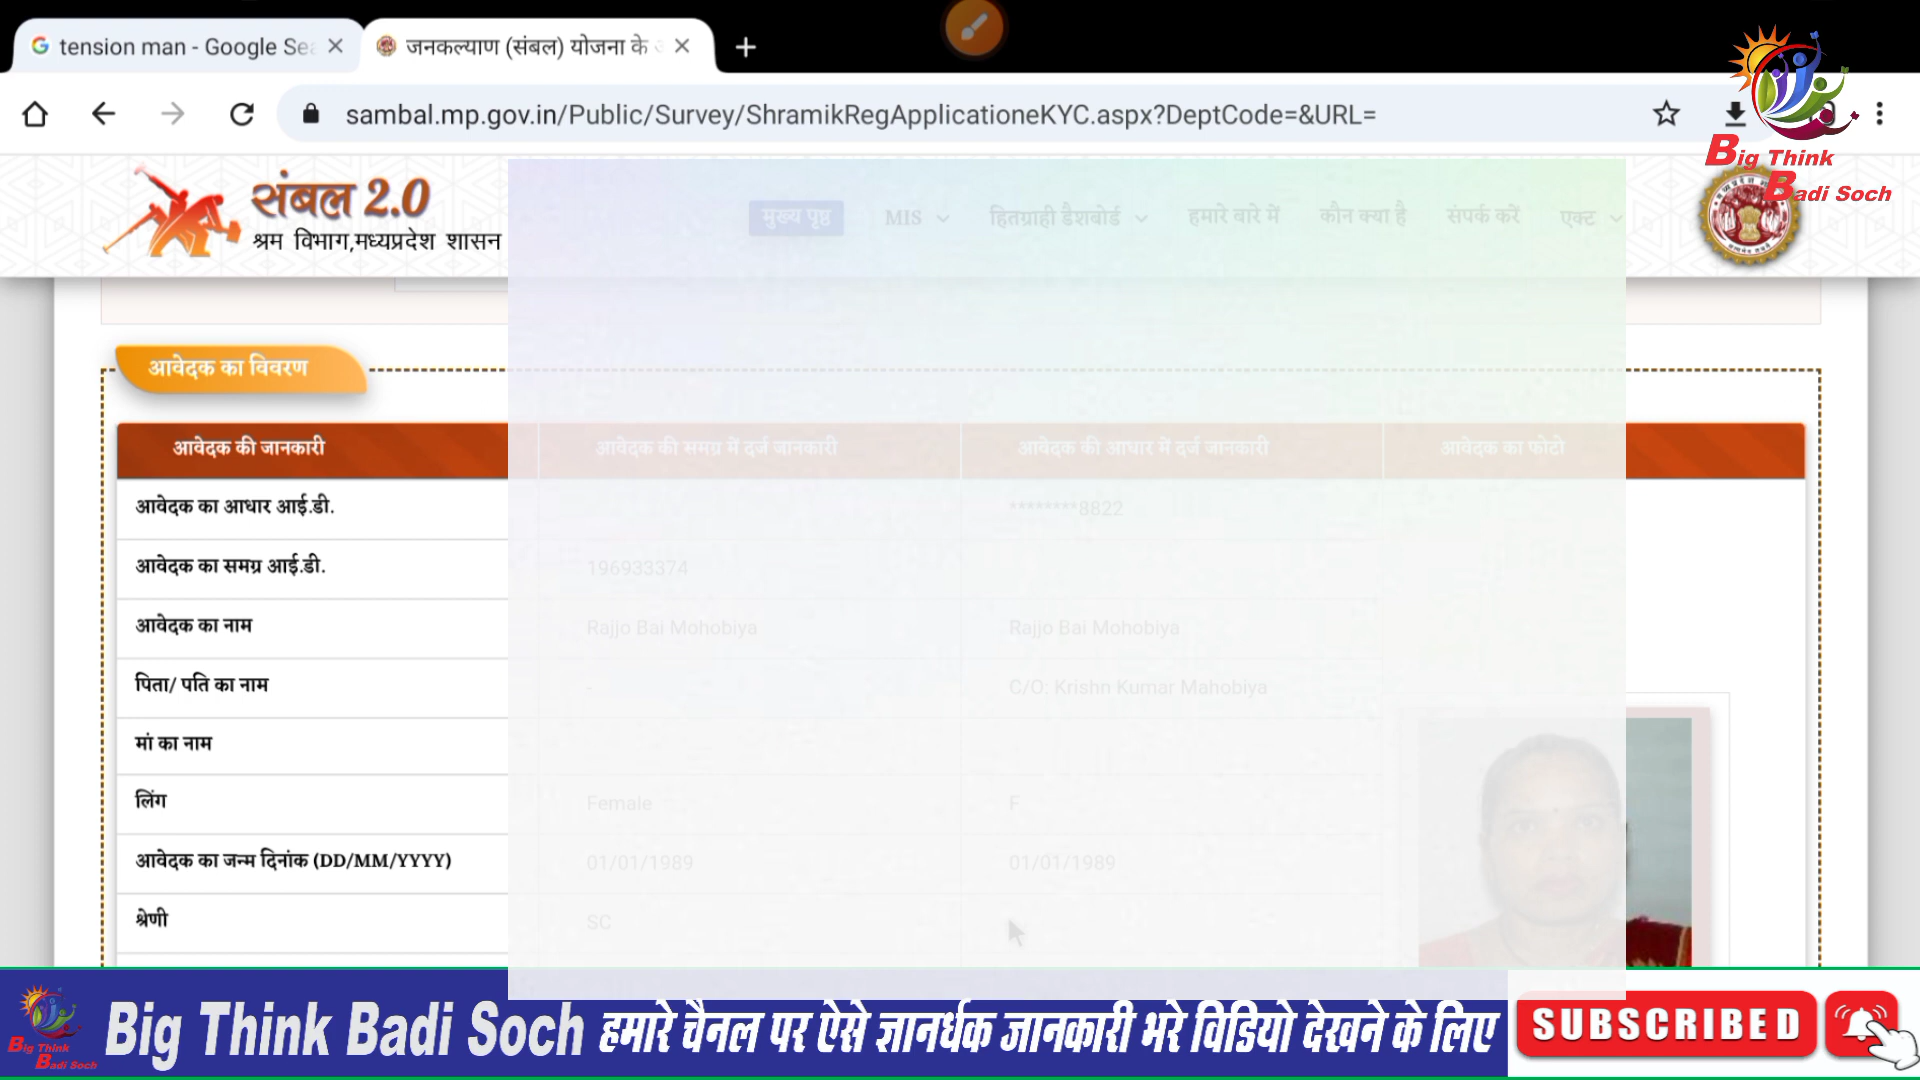 tension man - Google Sea
जनकल्याण (संबल) योजना के
sambal.mp.gov.in/Public/Survey/ShramikRegApplicationeKYC.aspx?DeptCode=&URL=
Big Think
Badi Soch
संबल 2.0
श्रम विभाग,मध्यप्रदेश शासन
मुख्य पृष्ठ MIS हितग्राही डैशबोर्ड हमारे बारे में कौन क्या है संपर्क करें एक्ट
आवेदक का विवरण
आवेदक की जानकारी आवेदक की समग्र में दर्ज जानकारी आवेदक की आधार में दर्ज जानकारी आवेदक का फोटो
आवेदक का आधार आई.डी. ********8822
आवेदक का समग्र आई.डी. 196933374
आवेदक का नाम Rajjo Bai Mohobiya Rajjo Bai Mohobiya
पिता/ पति का नाम - C/O: Krishn Kumar Mahobiya
मां का नाम
लिंग Female F
आवेदक का जन्म दिनांक (DD/MM/YYYY) 01/01/1989 01/01/1989
श्रेणी SC
Big Think
Badi Soch
Big Think Badi Soch हमारे चैनल पर ऐसे ज्ञानर्धक जानकारी भरे विडियो देखने के लिए SUBSCRIBED